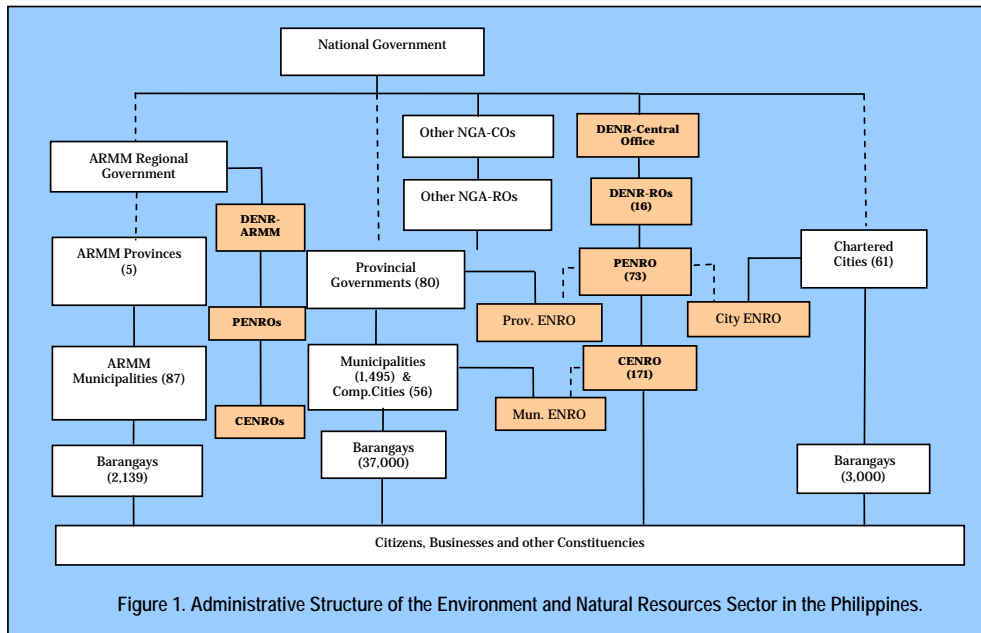 National Government
Other NGA-COs
DENR-Central
Office
ARMM Regional
Government
Other NGA-ROs
DENR-ROs
(16)
DENR-
ARMM
ARMM Provinces
(5)
Provincial
Governments (80)
PENRO
(73)
Chartered
Cities (61)
PENROs
Prov. ENRO
City ENRO
ARMM
Municipalities (87)
Municipalities
(1,495) &
Comp.Cities (56)
CENRO
(171)
CENROs
Mun. ENRO
Barangays
(2,139)
Barangays
(37,000)
Barangays
(3,000)
Citizens, Businesses and other Constituencies
Figure 1. Administrative Structure of the Environment and Natural Resources Sector in the Philippines.